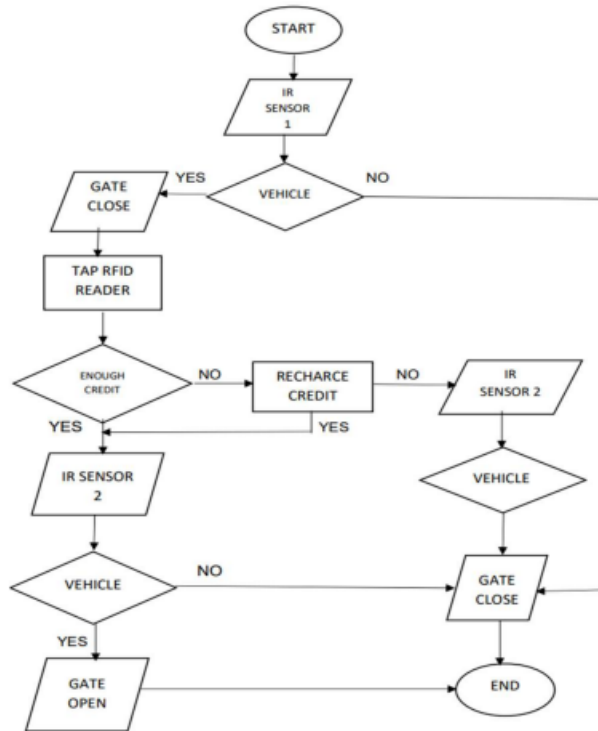 START
IR
SENSOR
1
YES
VEHICLE
NO
GATE
CLOSE
TAP RFID
READER
ENOUGH
CREDIT
NO
RECHARCE
CREDIT
NO
IR
SENSOR 2
YES
YES
IR SENSOR
2
VEHICLE
VEHICLE
NO
GATE
CLOSE
YES
GATE
OPEN
END